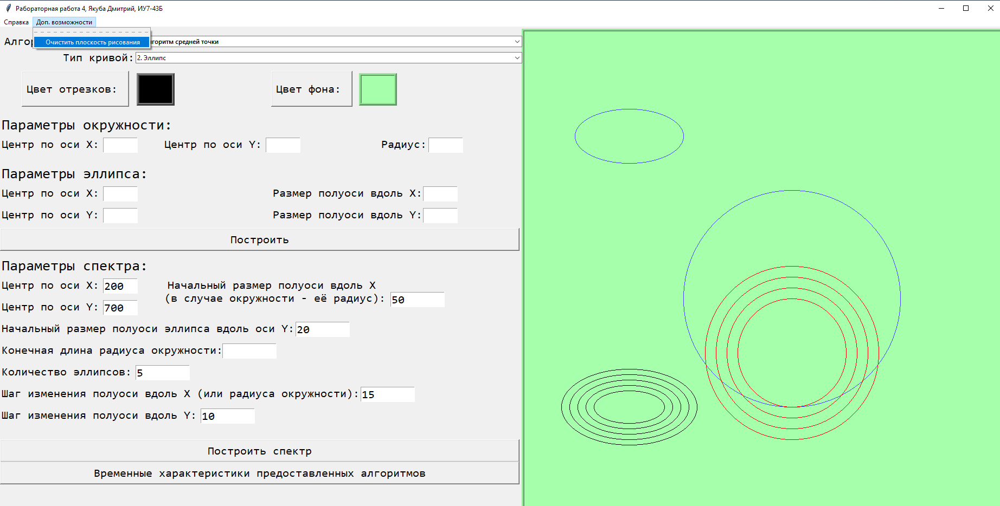 Рабораторная работа 4, Якуба Дмитрий, ИУ7-43Б
Справка Доп. возможности
Очистить плоскость рисования
Алгор горитм средней точки
Тип кривой: 2. Эллипс
Цвет отрезков: Цвет фона:
Параметры окружности:
Центр по оси X: Центр по оси Y: Радиус:
Параметры эллипса:
Центр по оси X: Размер полуоси вдоль X:
Центр по оси Y: Размер полуоси вдоль Y:
Построить
Параметры спектра:
Центр по оси X: 200 Начальный размер полуоси вдоль X
(в случае окружности - её радиус): 50
Центр по оси Y: 700
Начальный размер полуоси эллипса вдоль оси Y: 20
Конечная длина радиуса окружности:
Количество эллипсов: 5
Шаг изменения полуоси вдоль X (или радиуса окружности): 15
Шаг изменения полуоси вдоль Y: 10
Построить спектр
Временные характеристики предоставленных алгоритмов